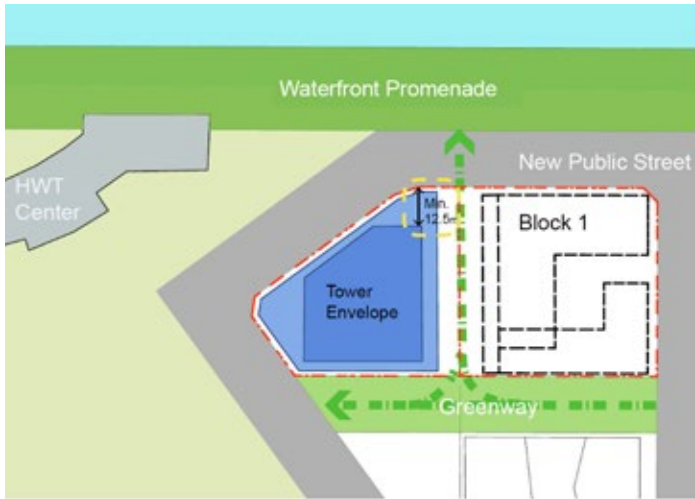 Waterfront Promenade
New Public Street
HWT
Center
Min.
12.5m
Block 1
Tower
Envelope
Greenway